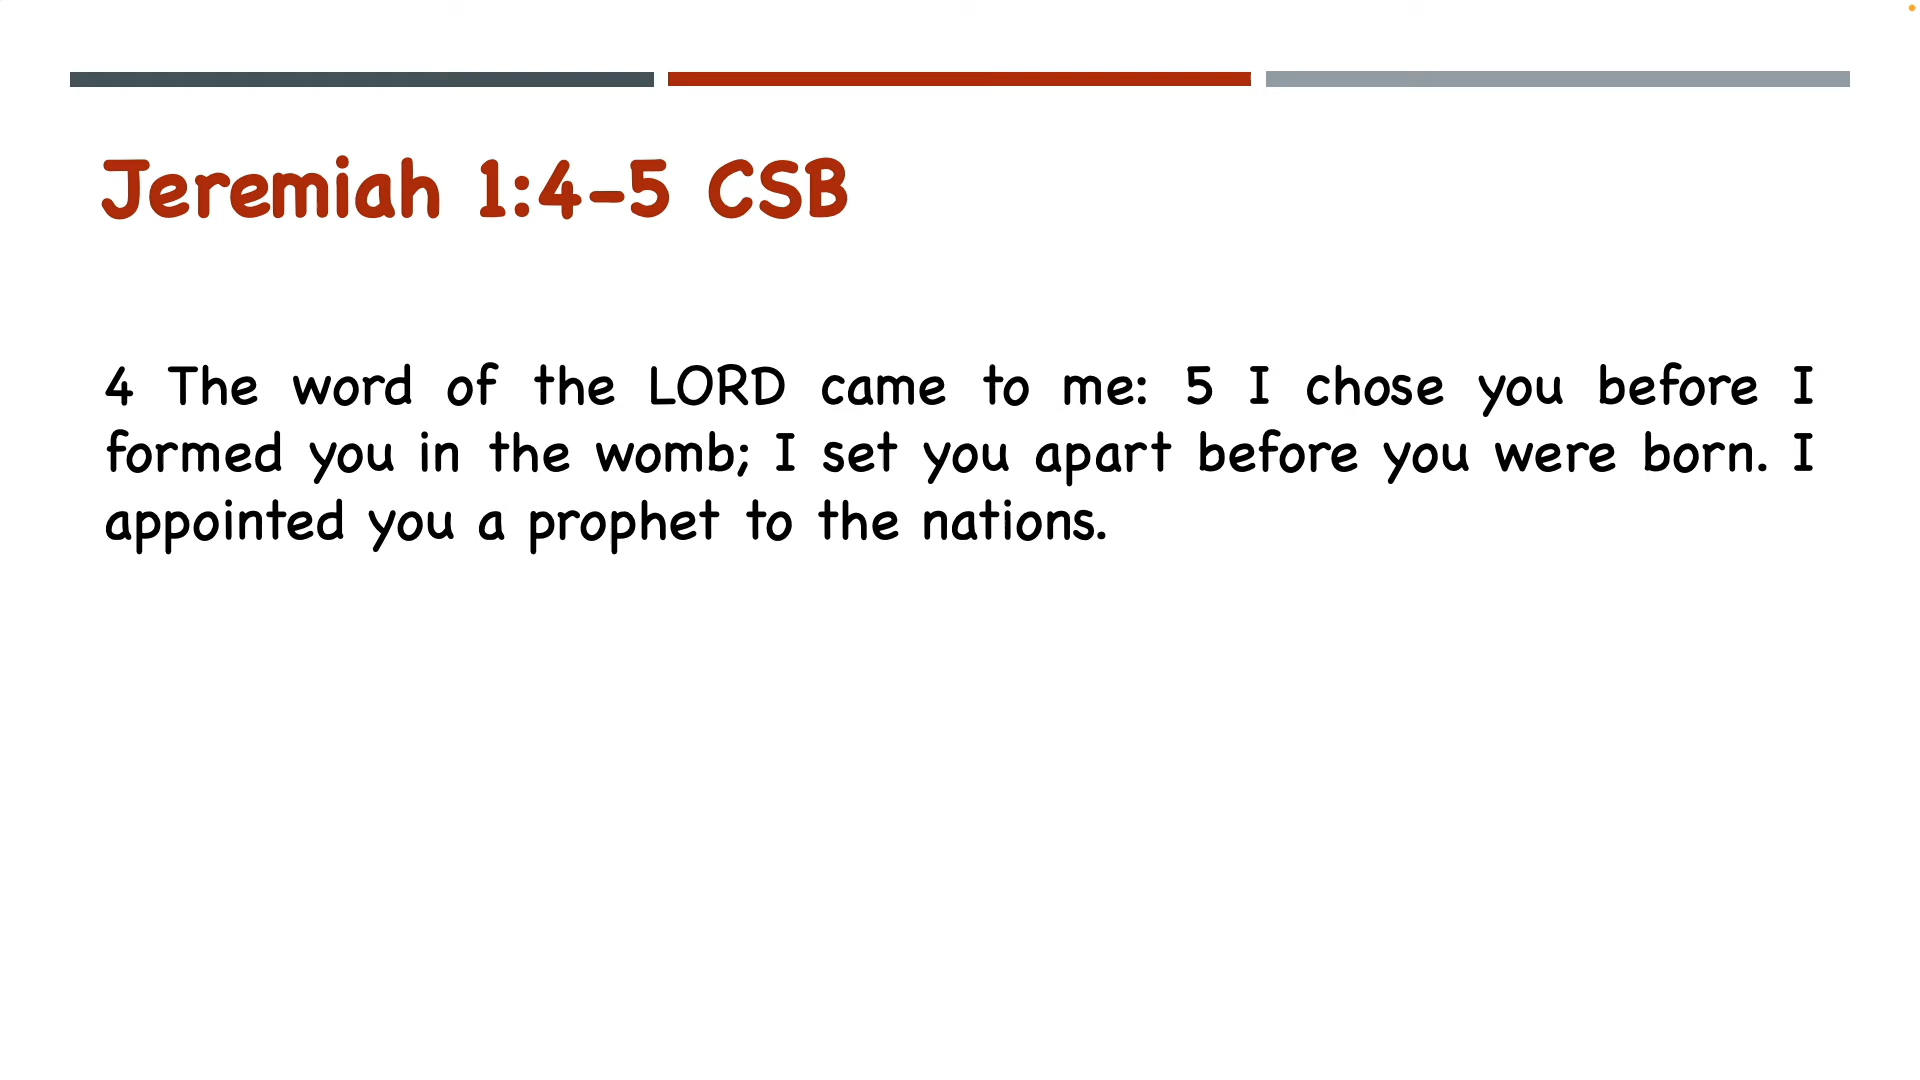 Jeremiah 1:4-5 CSB
4 The word of the LORD came to me: 5 I chose you before I
formed you in the womb; I set you apart before you were born. I
appointed you a prophet to the nations.